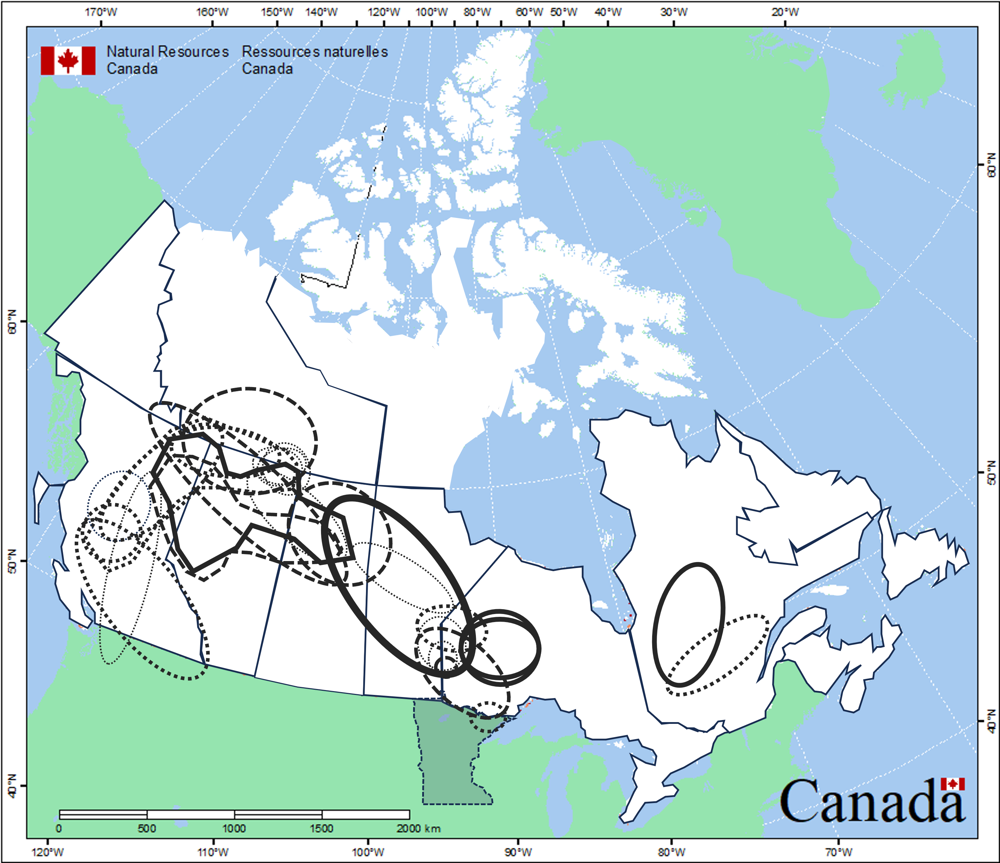 170°W 160°W 150°W 140°W 120°W 100°W 80°W 60°W 50°W 40°W 30°W 20°W
Natural Resources Ressources naturelles
Canada Canada
60°N 60°N
50°N 50°N
40°N 40°N
Canada
0 500 1000 1500 2000 km
120°W 110°W 100°W 90°W 80°W 70°W